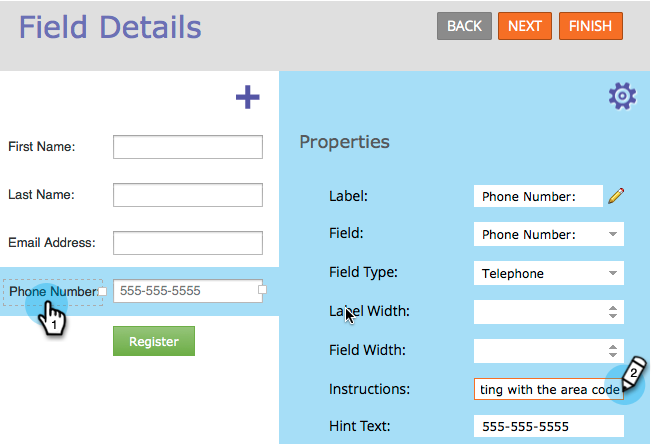 Field Details
BACK
NEXT
FINISH
First Name:
Last Name:
Email Address:
Phone Number:
555-555-5555
1
Register
Properties
Label:
Phone Number:
Field:
Phone Number:
Field Type:
Telephone
Label Width:
Field Width:
Instructions:
ting with the area code
2
Hint Text:
555-555-5555